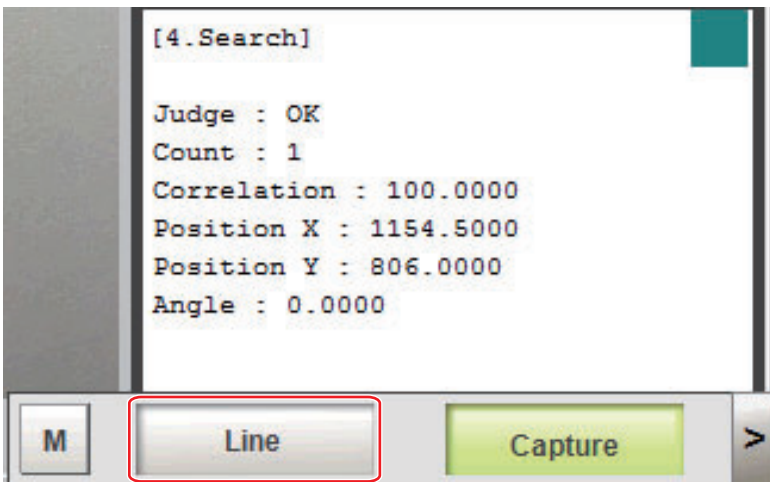 [4.Search]
Judge : OK
Count : 1
Correlation : 100.0000
Position X : 1154.5000
Position Y : 806.0000
Angle : 0.0000
M Line Capture >